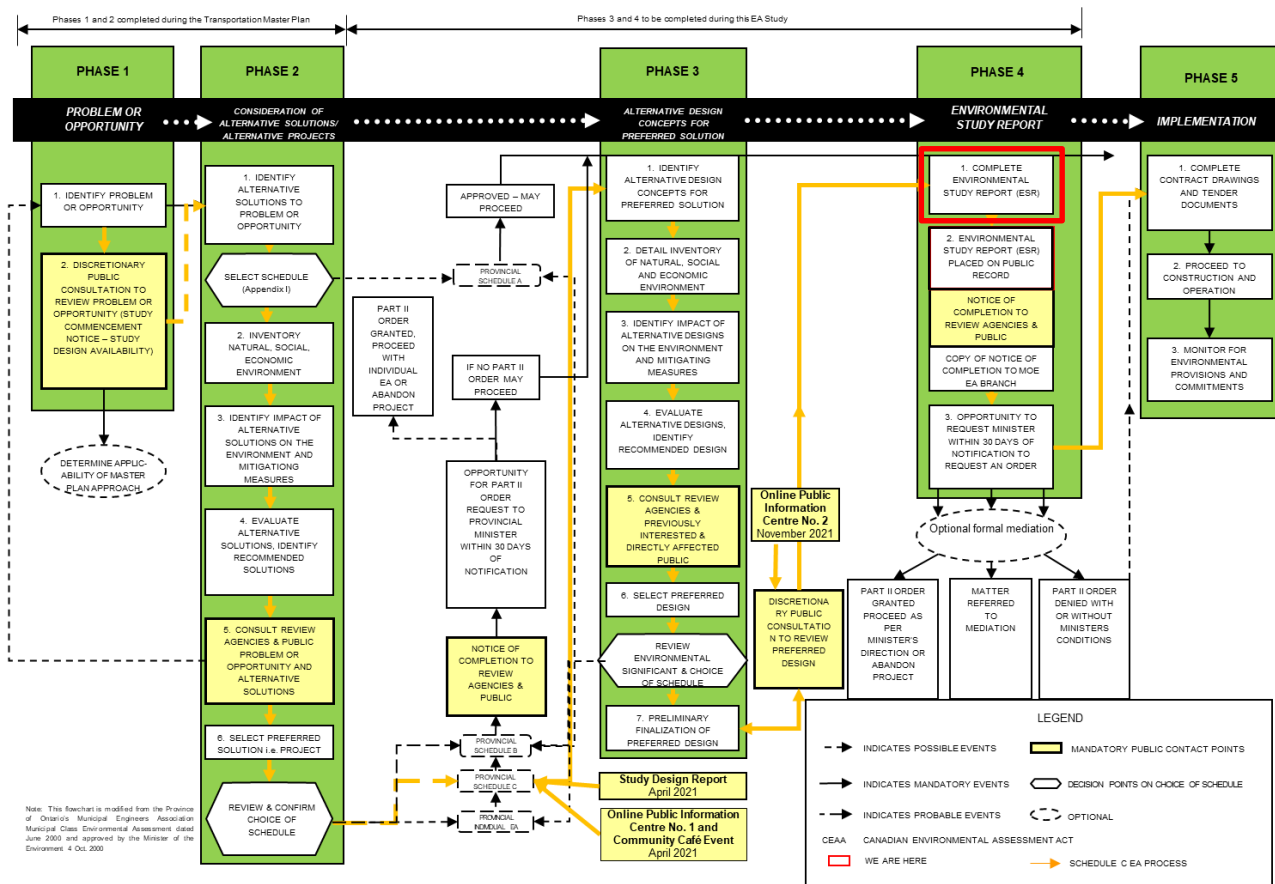 Phases 1 and 2 completed during the Transportation Master Plan
Phases 3 and 4 to be completed during this EA Study
PHASE 1
PROBLEM OR
OPPORTUNITY
1. IDENTIFY PROBLEM
OR OPPORTUNITY
2. DISCRETIONARY
PUBLIC
CONSULTATION TO
REVIEW PROBLEM OR
OPPORTUNITY (STUDY
COMMENCEMENT
NOTICE – STUDY
DESIGN AVAILABILITY)
DETERMINE APPLIC-
ABILITY OF MASTER
PLAN APPROACH
PHASE 2
CONSIDERATION OF
ALTERNATIVE SOLUTIONS/
ALTERNATIVE PROJECTS
1. IDENTIFY
ALTERNATIVE
SOLUTIONS TO
PROBLEM OR
OPPORTUNITY
SELECT SCHEDULE
(Appendix I)
2. INVENTORY
NATURAL, SOCIAL,
ECONOMIC
ENVIRONMENT
3. IDENTIFY IMPACT OF
ALTERNATIVE
SOLUTIONS ON THE
ENVIRONMENT AND
MITIGATIONG
MEASURES
4. EVALUATE
ALTERNATIVE
SOLUTIONS, IDENTIFY
RECOMMENDED
SOLUTIONS
5. CONSULT REVIEW
AGENCIES & PUBLIC
PROBLEM OR
OPPORTUNITY AND
ALTERNATIVE
SOLUTIONS
6. SELECT PREFERRED
SOLUTION i.e. PROJECT
REVIEW & CONFIRM
CHOICE OF
SCHEDULE
APPROVED – MAY
PROCEED
PROVINCIAL
SCHEDULE A
PART II
ORDER
GRANTED,
PROCEED
WITH
INDIVIDUAL
EA OR
ABANDON
PROJECT
IF NO PART II
ORDER MAY
PROCEED
OPPORTUNITY
FOR PART II
ORDER
REQUEST TO
PROVINCIAL
MINISTER
WITHIN 30 DAYS
OF
NOTIFICATION
NOTICE OF
COMPLETION TO
REVIEW
AGENCIES &
PUBLIC
PROVINCIAL
SCHEDULE B
PROVINCIAL
SCHEDULE C
PROVINCIAL
INDIVIDUAL EA
PHASE 3
ALTERNATIVE DESIGN
CONCEPTS FOR
PREFERRED SOLUTION
1. IDENTIFY
ALTERNATIVE DESIGN
CONCEPTS FOR
PREFERRED SOLUTION
2. DETAIL INVENTORY
OF NATURAL, SOCIAL
AND ECONOMIC
ENVIRONMENT
3. IDENTIFY IMPACT OF
ALTERNATIVE DESIGNS
ON THE ENVIRONMENT
AND MITIGATING
MEASURES
4. EVALUATE
ALTERNATIVE DESIGNS,
IDENTIFY
RECOMMENDED DESIGN
5. CONSULT REVIEW
AGENCIES &
PREVIOUSLY
INTERESTED &
DIRECTLY AFFECTED
PUBLIC
6. SELECT PREFERRED
DESIGN
REVIEW
ENVIRONMENTAL
SIGNIFICANT & CHOICE
OF SCHEDULE
7. PRELIMINARY
FINALIZATION OF
PREFERRED DESIGN
Study Design Report
April 2021
Online Public Information
Centre No. 1 and
Community Café Event
April 2021
Online Public
Information
Centre No. 2
November 2021
DISCRETIONA
RY PUBLIC
CONSULTATIO
N TO REVIEW
PREFERRED
DESIGN
PHASE 4
ENVIRONMENTAL
STUDY REPORT
1. COMPLETE
ENVIRONMENTAL
STUDY REPORT (ESR)
2. ENVIRONMENTAL
STUDY REPORT (ESR)
PLACED ON PUBLIC
RECORD
NOTICE OF
COMPLETION TO
REVIEW AGENCIES &
PUBLIC
COPY OF NOTICE OF
COMPLETION TO MOE
EA BRANCH
3. OPPORTUNITY TO
REQUEST MINISTER
WITHIN 30 DAYS OF
NOTIFICATION TO
REQUEST AN ORDER
Optional formal mediation
PART II ORDER
GRANTED
PROCEED AS
PER
MINISTER'S
DIRECTION OR
ABANDON
PROJECT
MATTER
REFERRED
TO
MEDIATION
PART II ORDER
DENIED WITH
OR WITHOUT
MINISTERS
CONDITIONS
PHASE 5
IMPLEMENTATION
1. COMPLETE
CONTRACT DRAWINGS
AND TENDER
DOCUMENTS
2. PROCEED TO
CONSTRUCTION AND
OPERATION
3. MONITOR FOR
ENVIRONMENTAL
PROVISIONS AND
COMMITMENTS
LEGEND
INDICATES POSSIBLE EVENTS
MANDATORY PUBLIC CONTACT POINTS
INDICATES MANDATORY EVENTS
DECISION POINTS ON CHOICE OF SCHEDULE
INDICATES PROBABLE EVENTS
OPTIONAL
CEAA CANADIAN ENVIRONMENTAL ASSESSMENT ACT
WE ARE HERE
SCHEDULE C EA PROCESS
Note: This flowchart is modified from the Province
of Ontario's Municipal Engineers Association
Municipal Class Environmental Assessment dated
June 2000 and approved by the Minister of the
Environment. 4 Oct. 2000